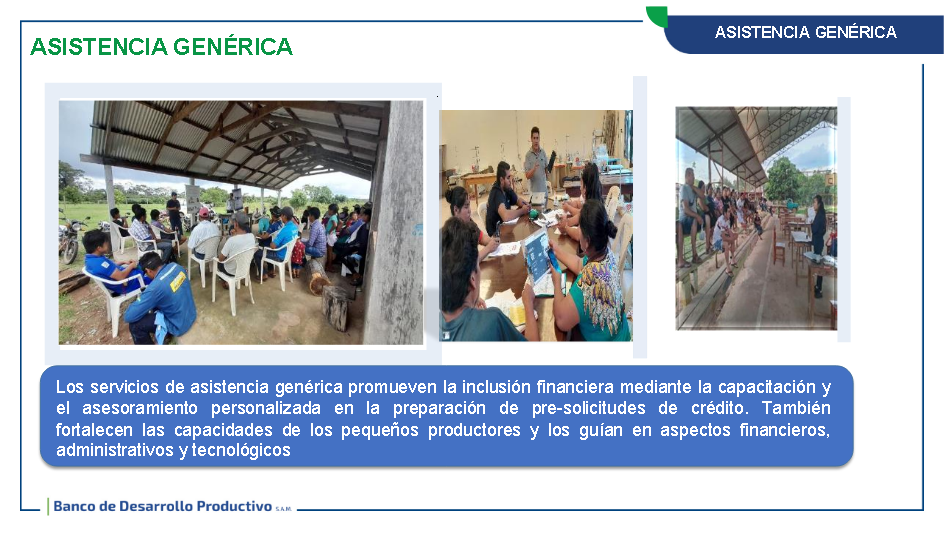 ASISTENCIA GENÉRICA
ASISTENCIA GENÉRICA
Los servicios de asistencia genérica promueven la inclusión financiera mediante la capacitación y
el asesoramiento personalizada en la preparación de pre-solicitudes de crédito. También
fortalecen las capacidades de los pequeños productores y los guían en aspectos financieros,
administrativos y tecnológicos
Banco de Desarrollo Productivo S.A.M.